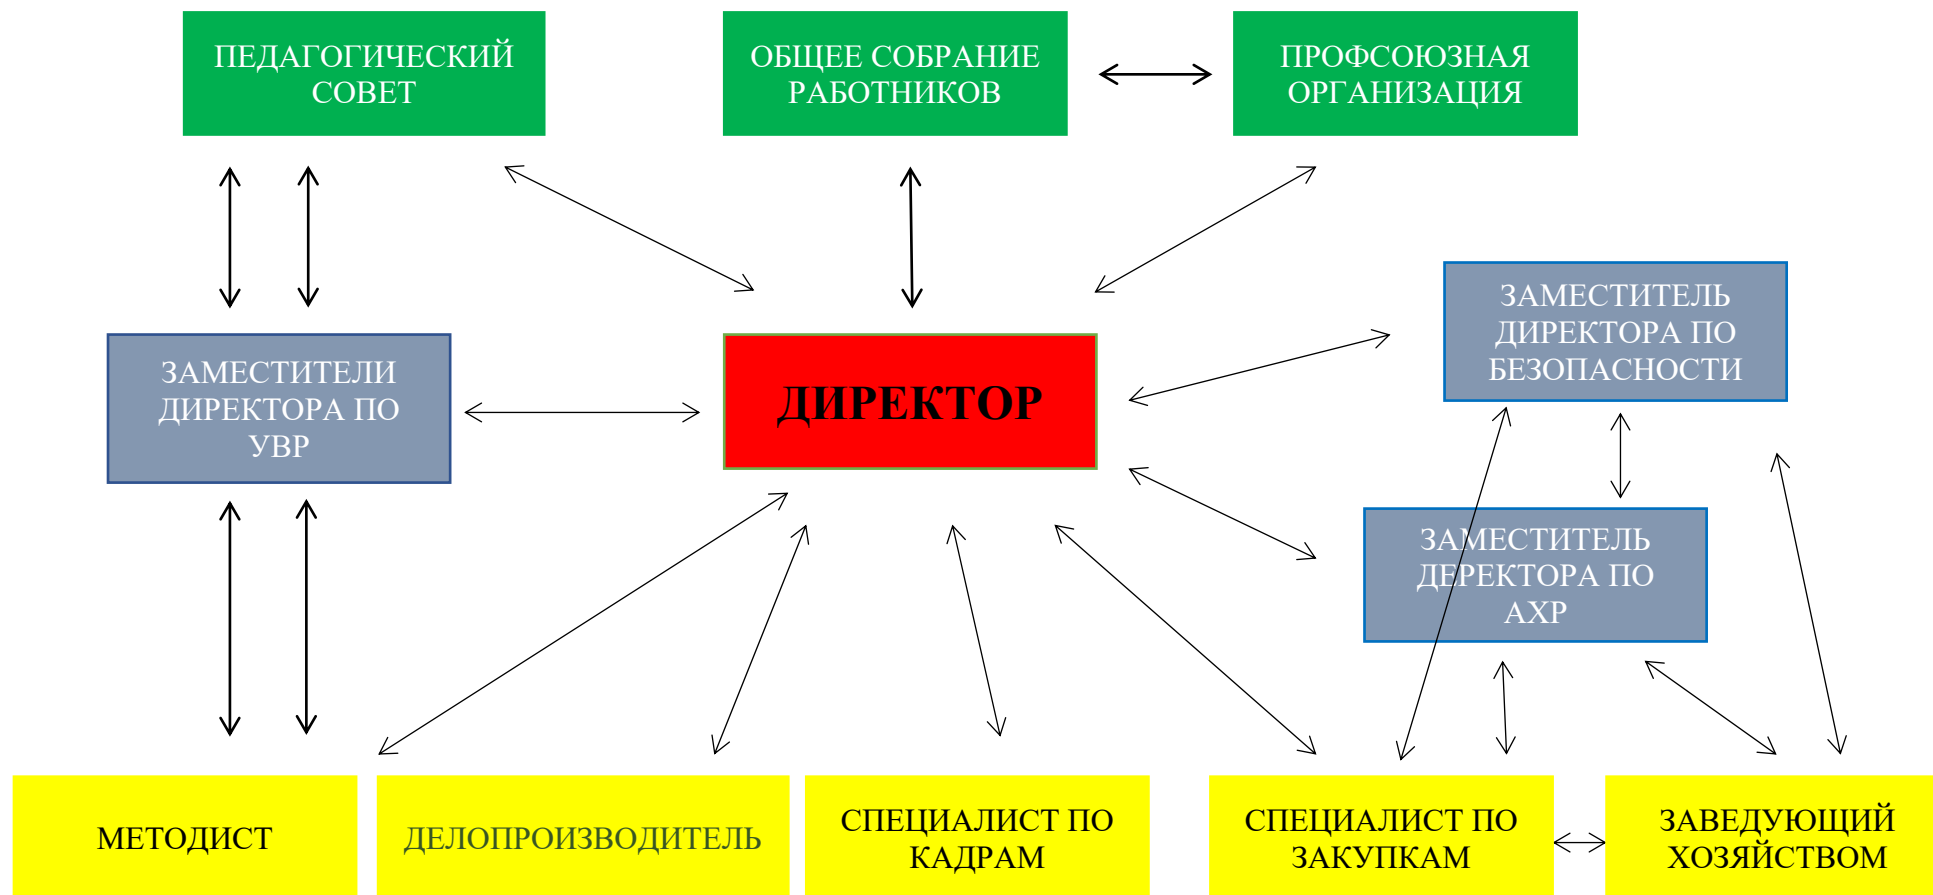 ПЕДАГОГИЧЕСКИЙ
СОВЕТ
ОБЩЕЕ СОБРАНИЕ
РАБОТНИКОВ
ПРОФСОЮЗНАЯ
ОРГАНИЗАЦИЯ
ЗАМЕСТИТЕЛИ
ДИРЕКТОРА ПО
УВР
ДИРЕКТОР
ЗАМЕСТИТЕЛЬ
ДИРЕКТОРА ПО
БЕЗОПАСНОСТИ
ЗАМЕСТИТЕЛЬ
ДЕРЕКТОРА ПО
АХР
МЕТОДИСТ
ДЕЛОПРОИЗВОДИТЕЛЬ
СПЕЦИАЛИСТ ПО
КАДРАМ
СПЕЦИАЛИСТ ПО
ЗАКУПКАМ
ЗАВЕДУЮЩИЙ
ХОЗЯЙСТВОМ